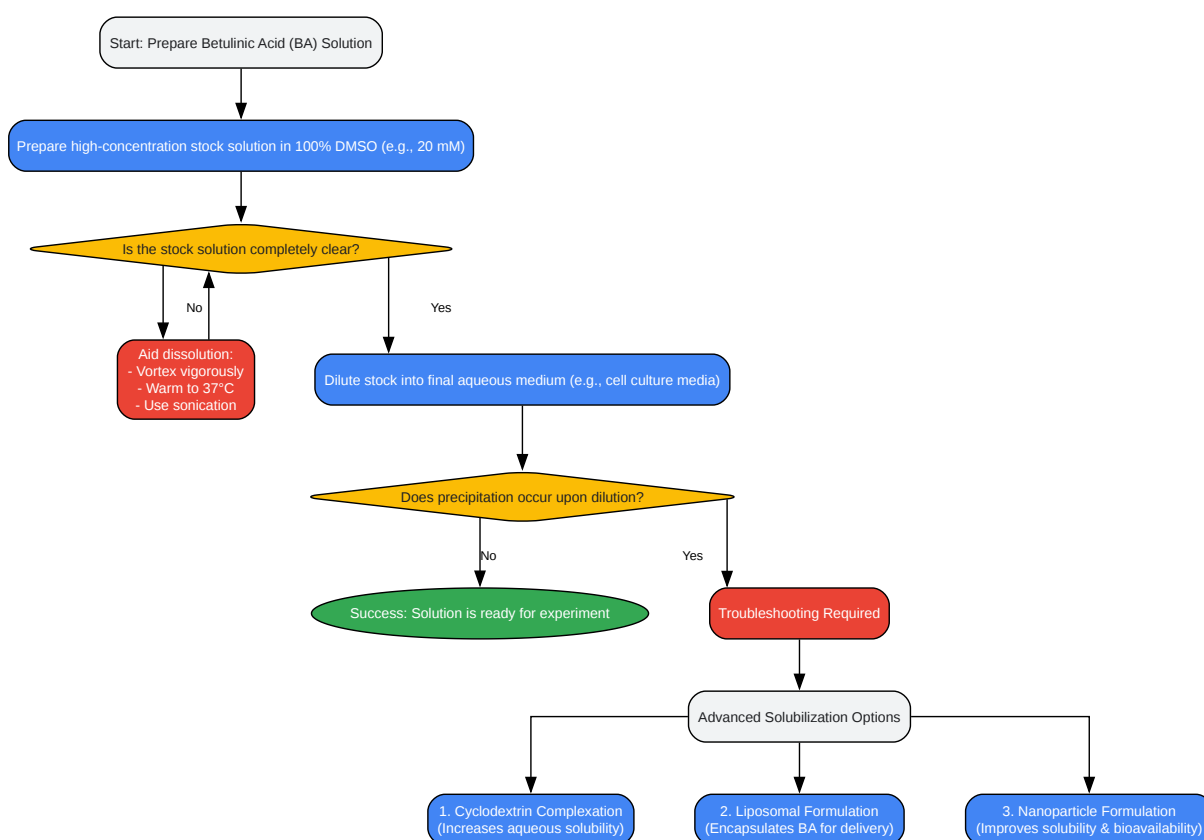 Start: Prepare Betulinic Acid (BA) Solution
Prepare high-concentration stock solution in 100% DMSO (e.g., 20 mM)
Is the stock solution completely clear?
No
Yes
Aid dissolution:
- Vortex vigorously
- Warm to 37°C
- Use sonication
Dilute stock into final aqueous medium (e.g., cell culture media)
Does precipitation occur upon dilution?
No
Yes
Success: Solution is ready for experiment
Troubleshooting Required
Advanced Solubilization Options
1. Cyclodextrin Complexation
(Increases aqueous solubility)
2. Liposomal Formulation
(Encapsulates BA for delivery)
3. Nanoparticle Formulation
(Improves solubility & bioavailability)